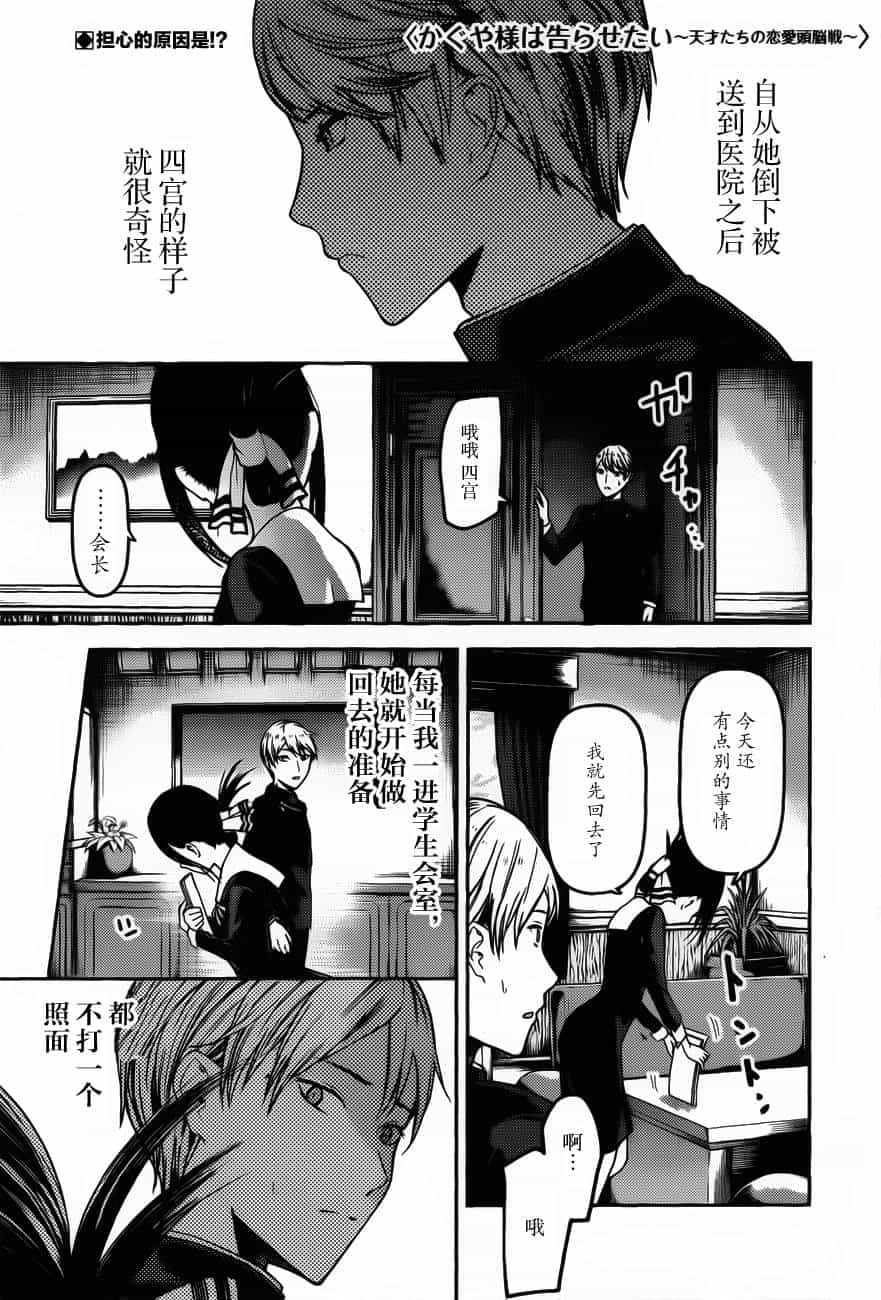 〈かぐや様は告らせたい～天才たちの恋愛頭脳戦～〉
◆担心的原因是!?
自从她倒下被
送到医院之后
四宫的样子
就很奇怪
ガチャ
哦哦四宫
……会长
今天还
有点别的事情
我就先回去了
トントン
啊…
哦
每当我一进学生会室，
她就开始做
回去的准备
都
不打一个
照面